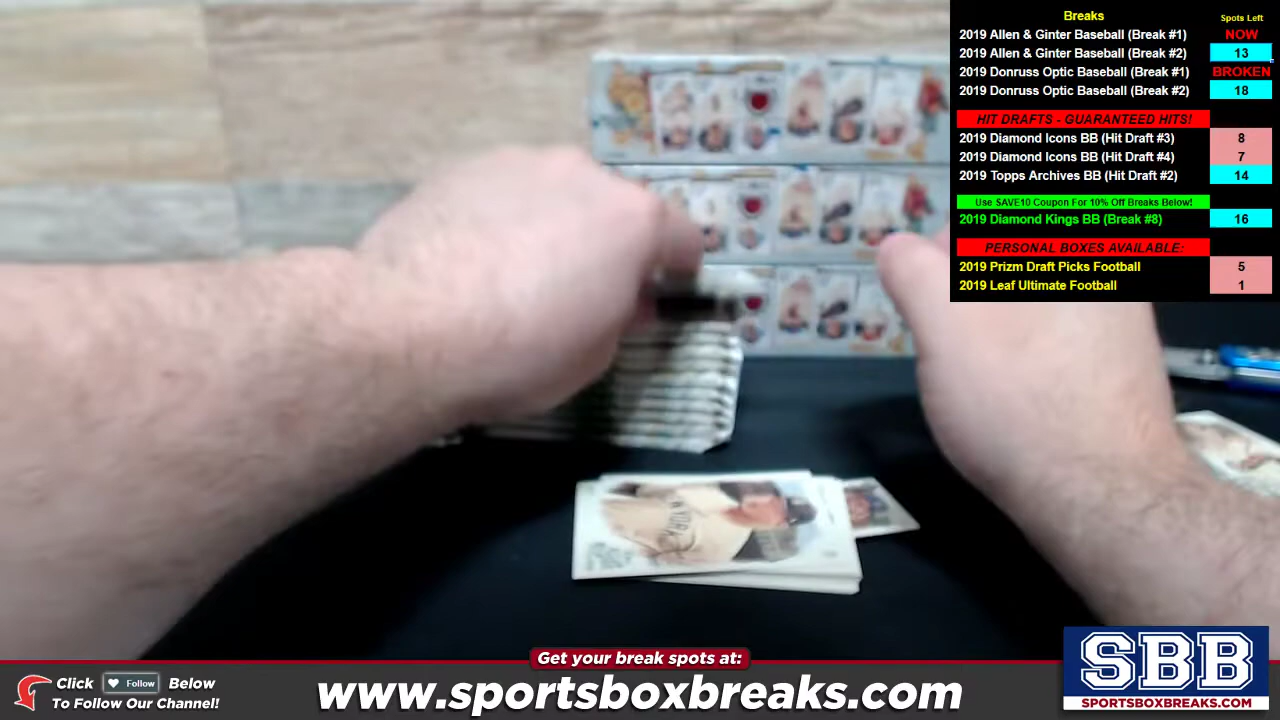 Breaks Spots Left
2019 Allen & Ginter Baseball (Break #1) NOW
2019 Allen & Ginter Baseball (Break #2) 13
2019 Donruss Optic Baseball (Break #1) BROKEN
2019 Donruss Optic Baseball (Break #2) 18
HIT DRAFTS - GUARANTEED HITS!
2019 Diamond Icons BB (Hit Draft #3) 8
2019 Diamond Icons BB (Hit Draft #4) 7
2019 Topps Archives BB (Hit Draft #2) 14
Use SAVE10 Coupon For 10% Off Breaks Below!
2019 Diamond Kings BB (Break #8) 16
PERSONAL BOXES AVAILABLE:
2019 Prizm Draft Picks Football 5
2019 Leaf Ultimate Football 1
Get your break spots at:
Click Follow Below
To Follow Our Channel!
www.sportsboxbreaks.com
SBB
SPORTSBOXBREAKS.COM